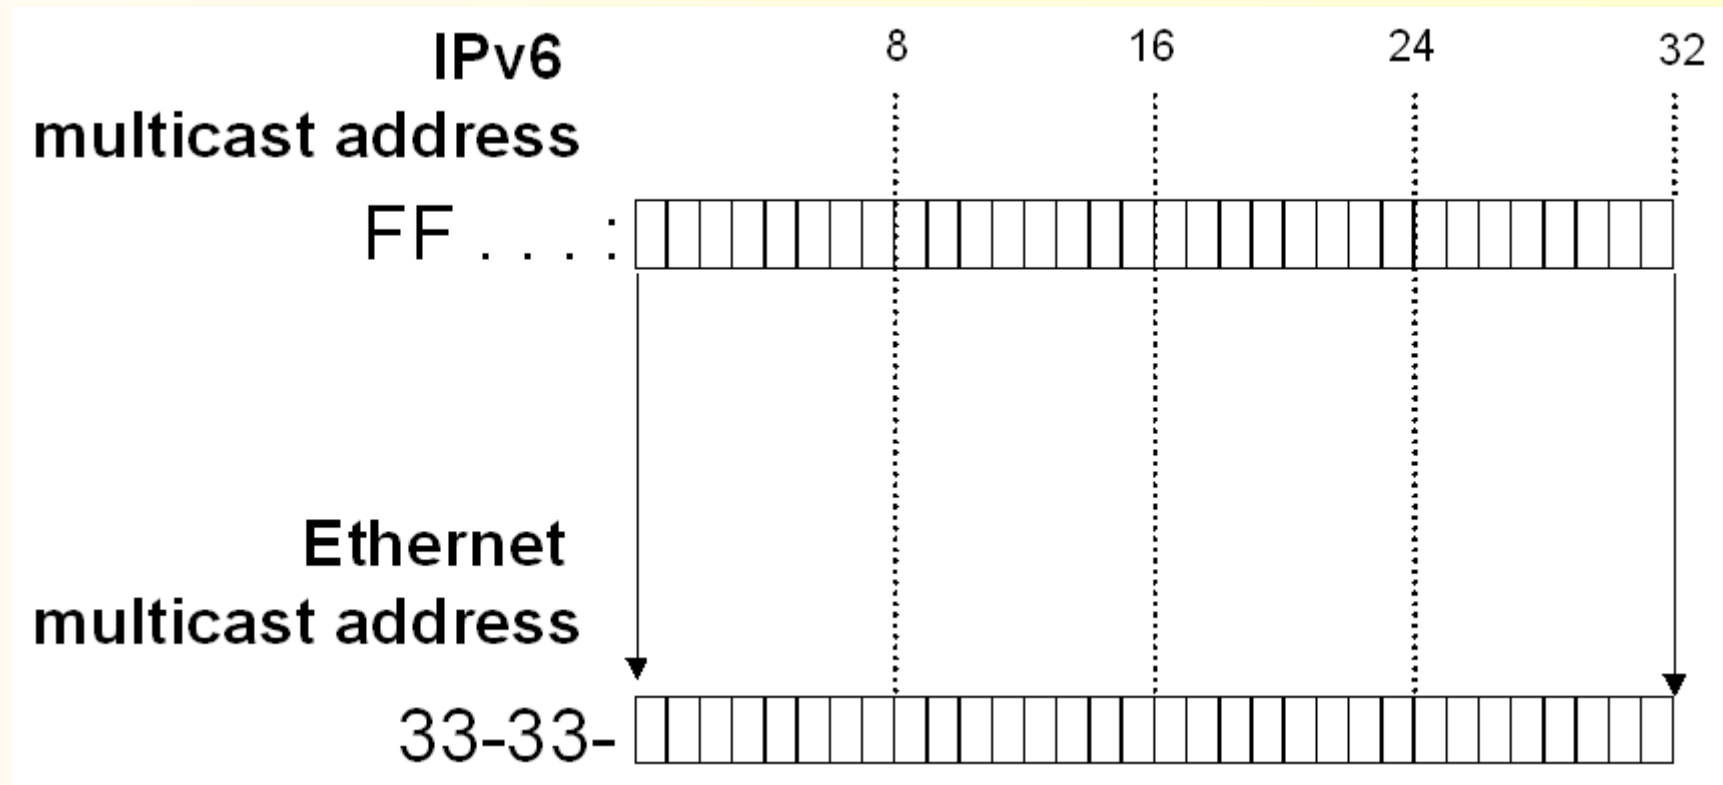 IPv6
multicast address
8 16 24 32
FF . . . :
Ethernet
multicast address
33-33-